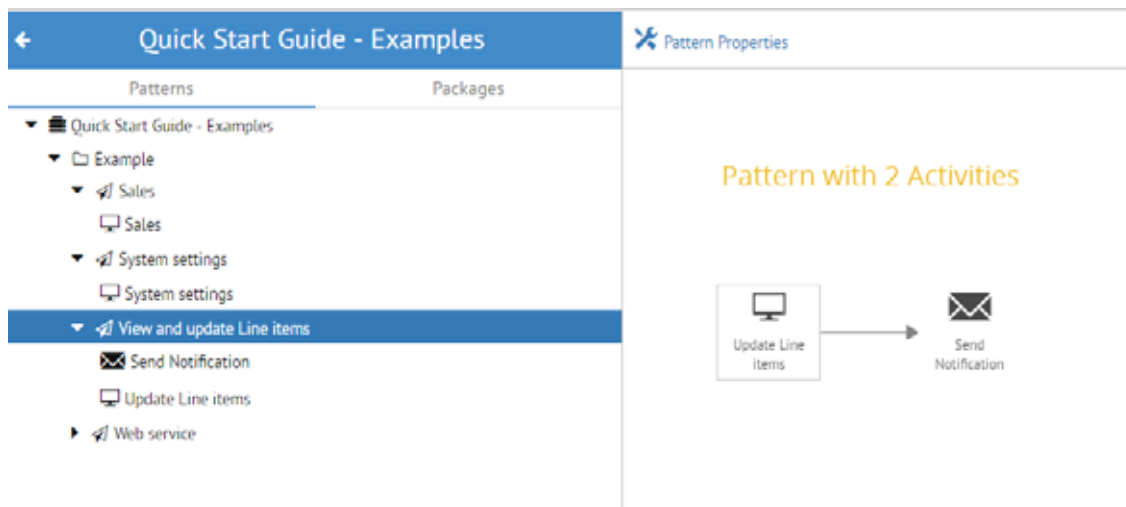 Quick Start Guide - Examples
Pattern Properties
Patterns
Packages
Quick Start Guide - Examples
Example
Sales
Sales
System settings
System settings
View and update Line items
Send Notification
Update Line items
Web service
Pattern with 2 Activities
Update Line
items
Send
Notification